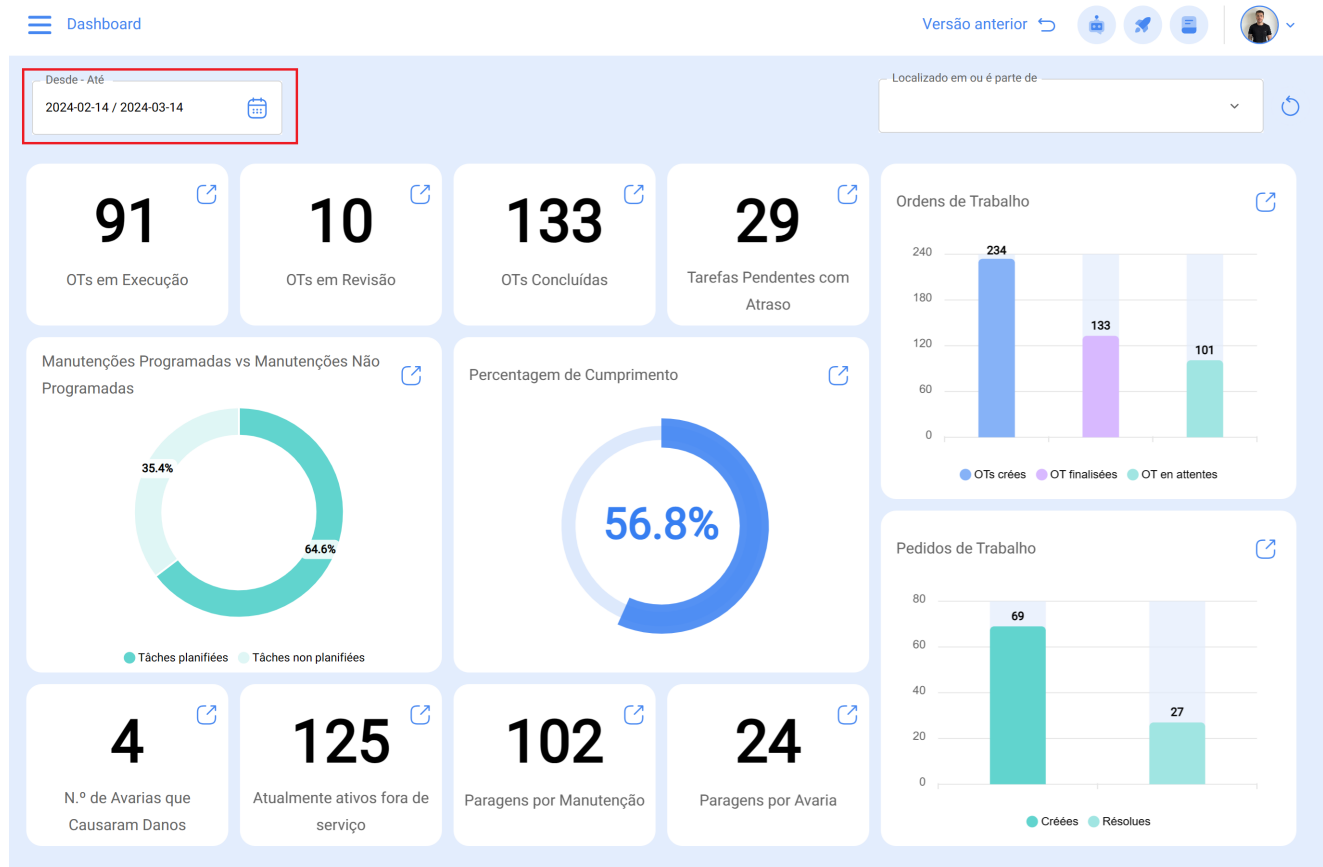 Dashboard
Versão anterior
Desde - Até
2024-02-14 / 2024-03-14
Localizado em ou é parte de
91
OTs em Execução
10
OTs em Revisão
133
OTs Concluídas
29
Tarefas Pendentes com
Atraso
Ordens de Trabalho
240
180
120
60
0
234
133
101
OTs crées
OT finalisées
OT en attentes
Manutenções Programadas vs Manutenções Não
Programadas
35.4%
64.6%
Tâches planifiées
Tâches non planifiées
Percentagem de Cumprimento
56.8%
Pedidos de Trabalho
80
60
40
20
0
69
27
Créées
Résolues
4
N.º de Avarias que
Causaram Danos
125
Atualmente ativos fora de
serviço
102
Paragens por Manutenção
24
Paragens por Avaria